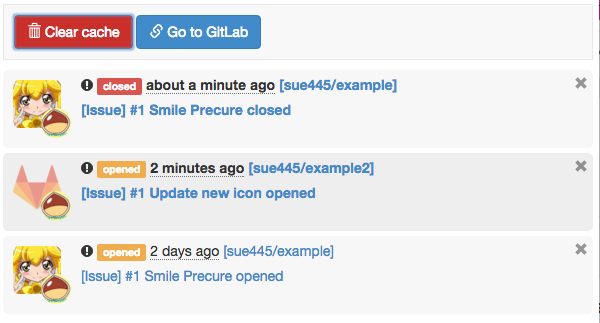 Clear cache Go to GitLab
closed about a minute ago [sue445/example]
[Issue] #1 Smile Precure closed
opened 2 minutes ago [sue445/example2]
[Issue] #1 Update new icon opened
opened 2 days ago [sue445/example]
[Issue] #1 Smile Precure opened